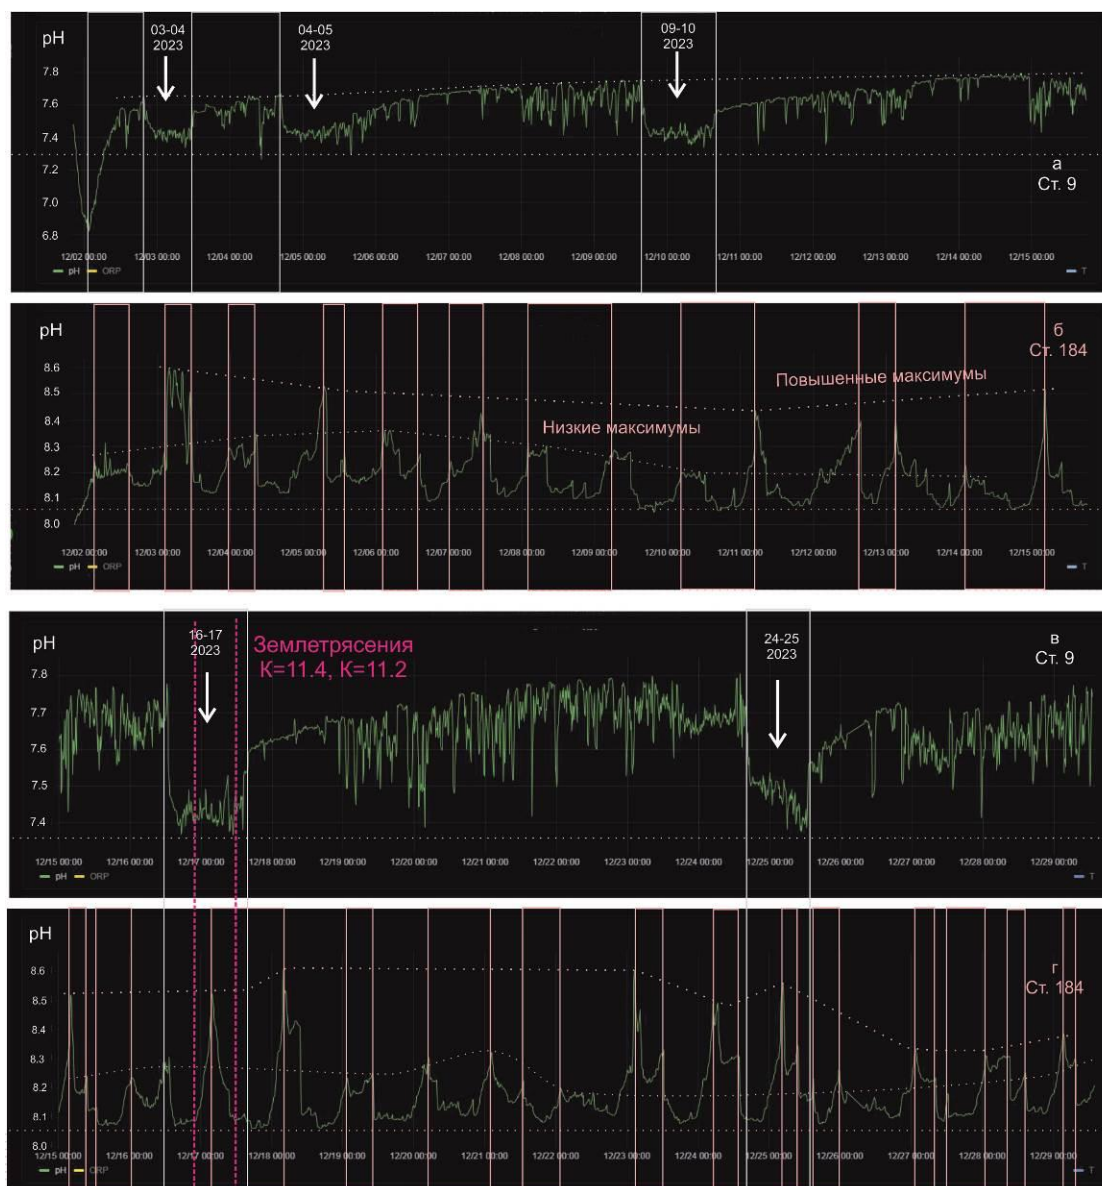 pH
03-04
2023
04-05
2023
09-10
2023
7.8
7.6
7.4
7.2
7.0
6.8
а
Ст. 9
12/02 00:00 12/03 00:00 12/04 00:00 12/05 00:00 12/06 00:00 12/07 00:00 12/08 00:00 12/09 00:00 12/10 00:00 12/11 00:00 12/12 00:00 12/13 00:00 12/14 00:00 12/15 00:00
pH ORP T
pH
б
Ст. 184
8.6
8.5
8.4
8.3
8.2
8.1
8.0
Повышенные максимумы
Низкие максимумы
12/02 00:00 12/03 00:00 12/04 00:00 12/05 00:00 12/06 00:00 12/07 00:00 12/08 00:00 12/09 00:00 12/10 00:00 12/11 00:00 12/12 00:00 12/13 00:00 12/14 00:00 12/15 00:00
pH ORP T
pH
16-17
2023
Землетрясения
К=11.4, К=11.2
24-25
2023
в
Ст. 9
7.8
7.7
7.6
7.5
7.4
12/15 00:00 12/16 00:00 12/17 00:00 12/18 00:00 12/19 00:00 12/20 00:00 12/21 00:00 12/22 00:00 12/23 00:00 12/24 00:00 12/25 00:00 12/26 00:00 12/27 00:00 12/28 00:00 12/29 00:00
pH ORP T
pH
г
Ст. 184
8.6
8.5
8.4
8.3
8.2
8.1
8.0
12/15 00:00 12/16 00:00 12/17 00:00 12/18 00:00 12/19 00:00 12/20 00:00 12/21 00:00 12/22 00:00 12/23 00:00 12/24 00:00 12/25 00:00 12/26 00:00 12/27 00:00 12/28 00:00 12/29 00:00
pH ORP T